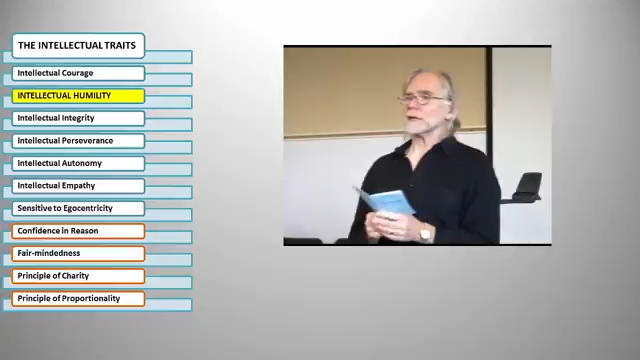 THE INTELLECTUAL TRAITS
Intellectual Courage
INTELLECTUAL HUMILITY
Intellectual Integrity
Intellectual Perseverance
Intellectual Autonomy
Intellectual Empathy
Sensitive to Egocentricity
Confidence in Reason
Fair-mindedness
Principle of Charity
Principle of Proportionality